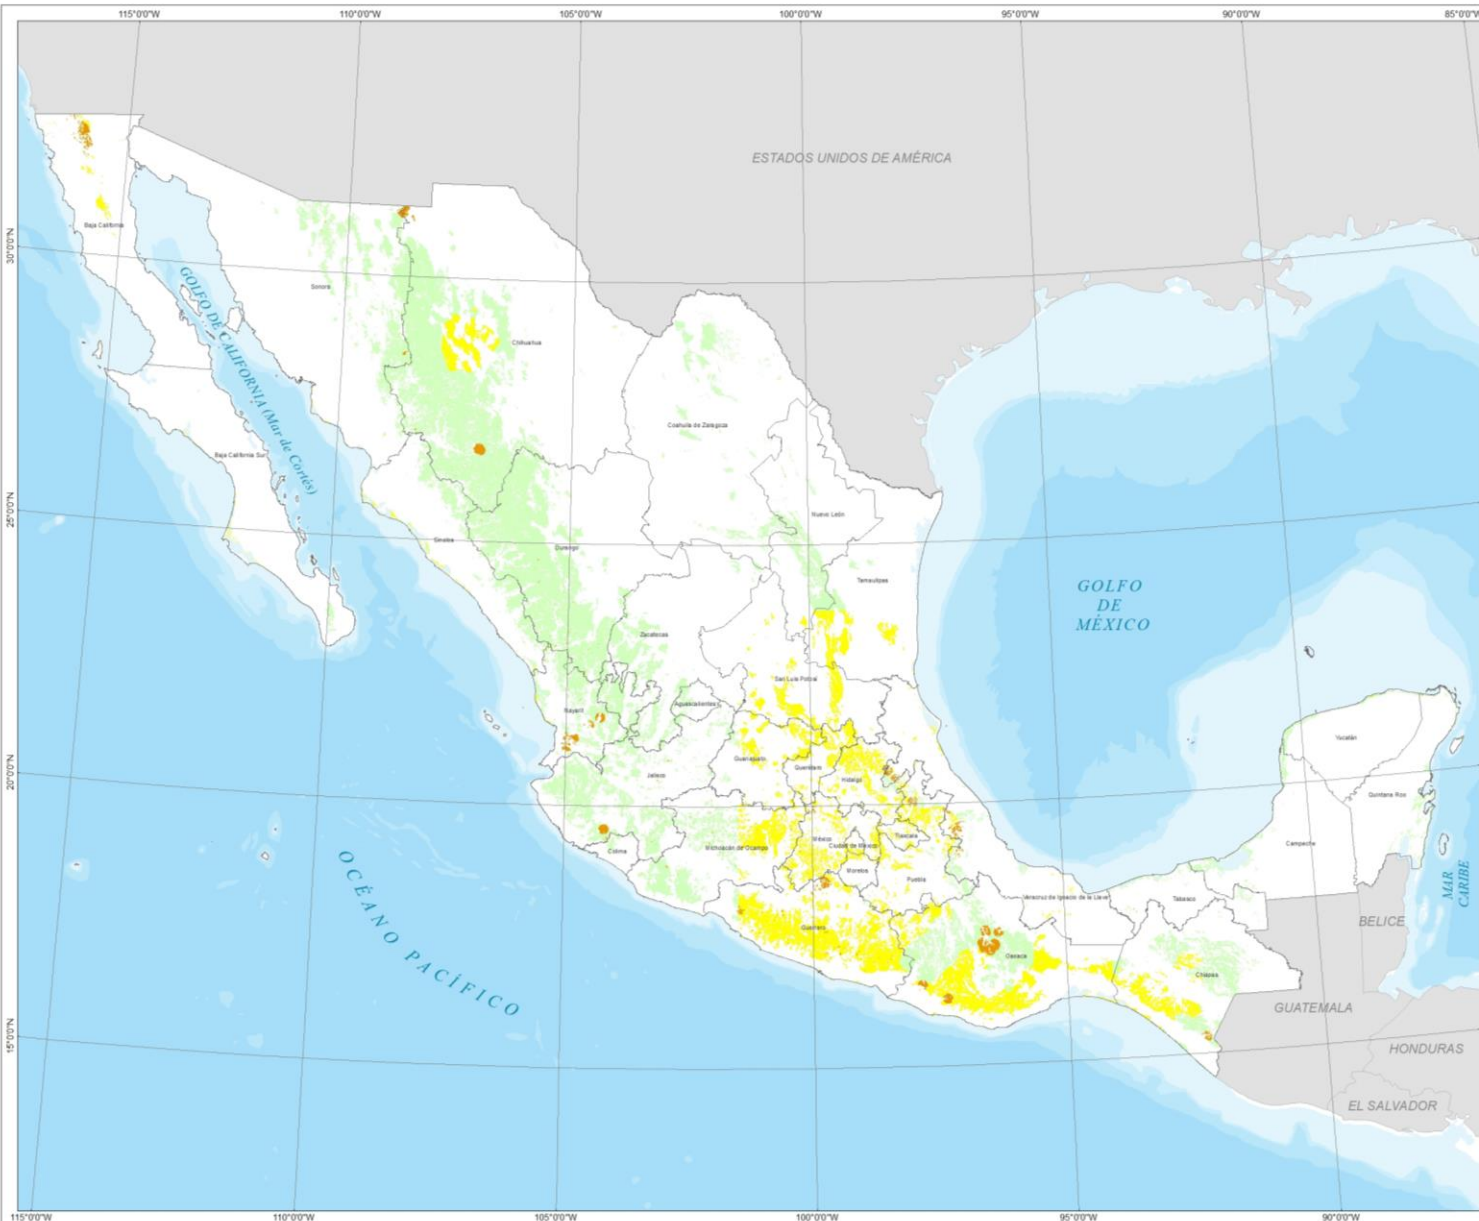 115°0'0"W
110°0'0"W
105°0'0"W
100°0'0"W
95°0'0"W
90°0'0"W
85°0'0"W
ESTADOS UNIDOS DE AMÉRICA
30°0'0"N
Baja California
Sonora
GOLFO DE CALIFORNIA (Mar de Cortés)
Chihuahua
Coahuila de Zaragoza
Baja California Sur
25°0'0"N
Nuevo León
Sinaloa
Durango
Tamaulipas
GOLFO
DE
MÉXICO
Zacatecas
San Luis Potosí
Aguascalientes
Nayarit
Yucatán
Guanajuato
Querétaro
Hidalgo
20°0'0"N
Jalisco
Quintana Roo
Tlaxcala
México
Ciudad de México
Michoacán de Ocampo
Colima
Campeche
Morelos
Puebla
MAR
CARIBE
Veracruz de Ignacio de la Llave
Tabasco
BELICE
Guerrero
Oaxaca
Chiapas
OCÉANO PACÍFICO
GUATEMALA
15°0'0"N
HONDURAS
EL SALVADOR
115°0'0"W
110°0'0"W
105°0'0"W
100°0'0"W
95°0'0"W
90°0'0"W